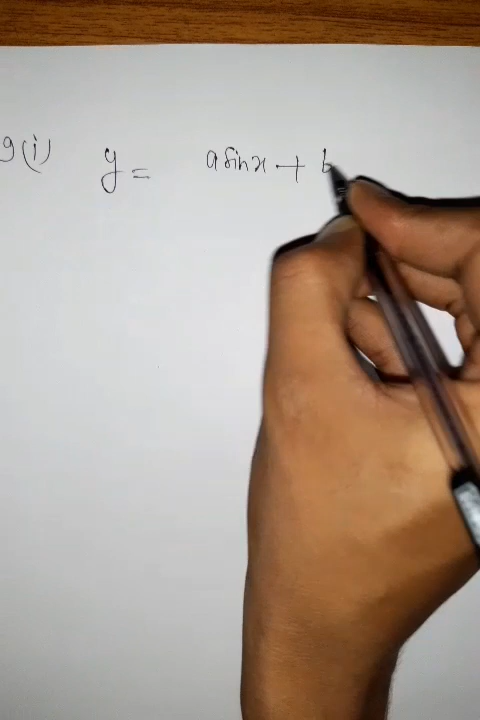 9(i) y = a sinx + b